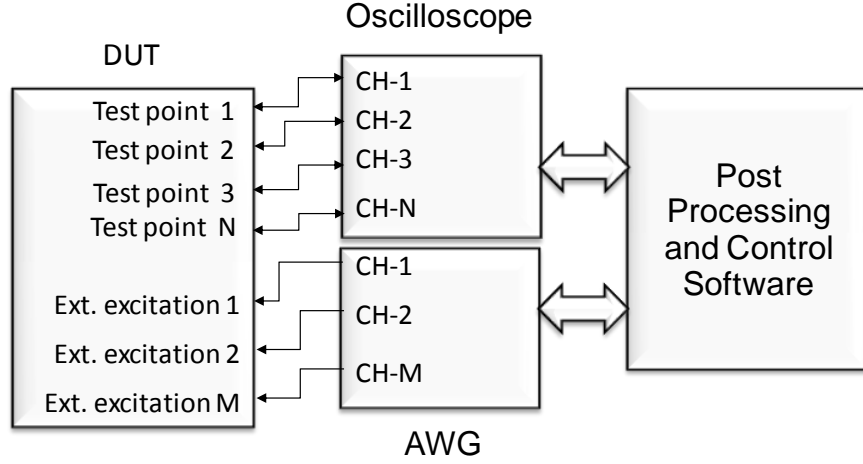 Oscilloscope
DUT
Test point 1
Test point 2
Test point 3
Test point N
Ext. excitation 1
Ext. excitation 2
Ext. excitation M
CH-1
CH-2
CH-3
CH-N
CH-1
CH-2
CH-M
AWG
Post
Processing
and Control
Software